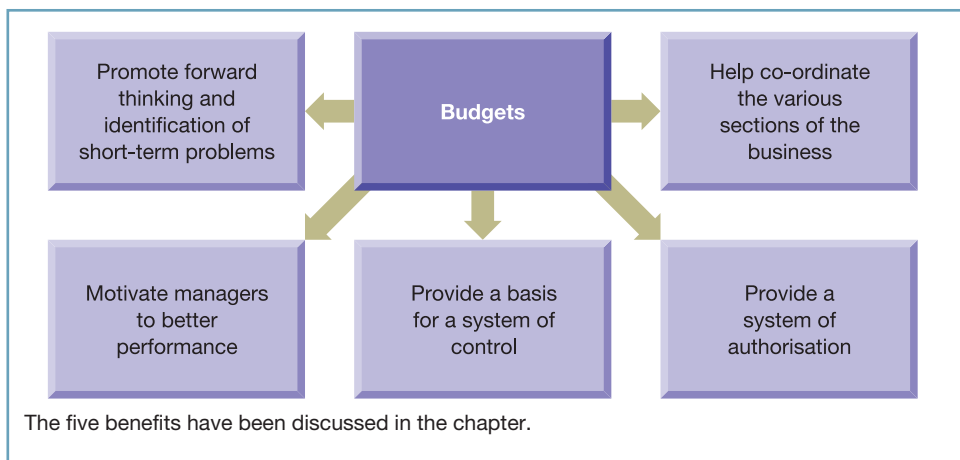 Promote forward
thinking and
identification of
short-term problems
Budgets
Help co-ordinate
the various
sections of the
business
Motivate managers
to better
performance
Provide a basis
for a system of
control
Provide a
system of
authorisation
The five benefits have been discussed in the chapter.